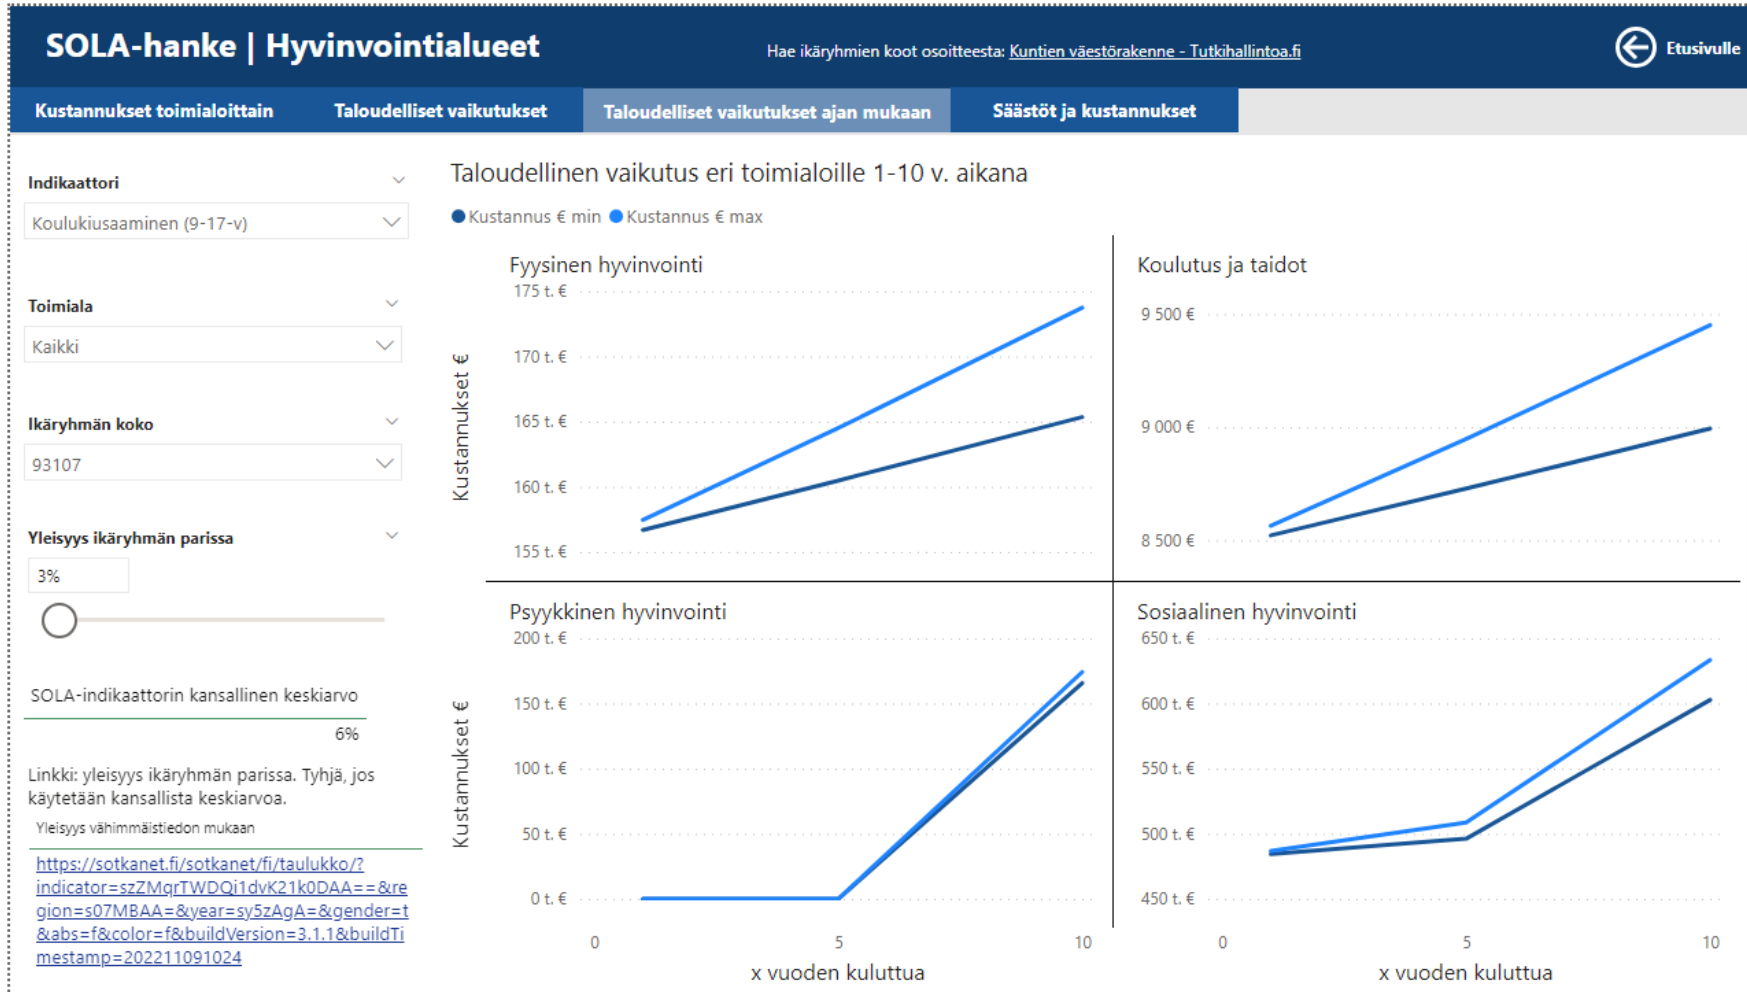 SOLA-hanke | Hyvinvointialueet
Hae ikäryhmien koot osoitteesta: Kuntien väestörakenne - Tutkihallintoa.fi
Etusivulle
Kustannukset toimialoittain
Taloudelliset vaikutukset
Taloudelliset vaikutukset ajan mukaan
Säästöt ja kustannukset
Indikaattori
Koulukiusaaminen (9-17-v)
Toimiala
Kaikki
Ikäryhmän koko
93107
Yleisyys ikäryhmän parissa
3%
SOLA-indikaattorin kansallinen keskiarvo
6%
Linkki: yleisyys ikäryhmän parissa. Tyhjä, jos
käytetään kansallista keskiarvoa.
Yleisyys vähimmäistiedon mukaan
https://sotkanet.fi/sotkanet/fi/taulukko/?
indicator=szZMqrTWDQi1dvK21k0DAA==&re
gion=s07MBAA=&year=sy5zAgA=&gender=t
&abs=f&color=f&buildVersion=3.1.1&buildTi
mestamp=202211091024
Taloudellinen vaikutus eri toimialoille 1-10 v. aikana
Kustannus € min
Kustannus € max
Fyysinen hyvinvointi
175 t. €
170 t. €
165 t. €
160 t. €
155 t. €
Kustannukset €
Koulutus ja taidot
9 500 €
9 000 €
8 500 €
Psyykkinen hyvinvointi
200 t. €
150 t. €
100 t. €
50 t. €
0 t. €
Kustannukset €
0
5
10
x vuoden kuluttua
Sosiaalinen hyvinvointi
650 t. €
600 t. €
550 t. €
500 t. €
450 t. €
0
5
10
x vuoden kuluttua